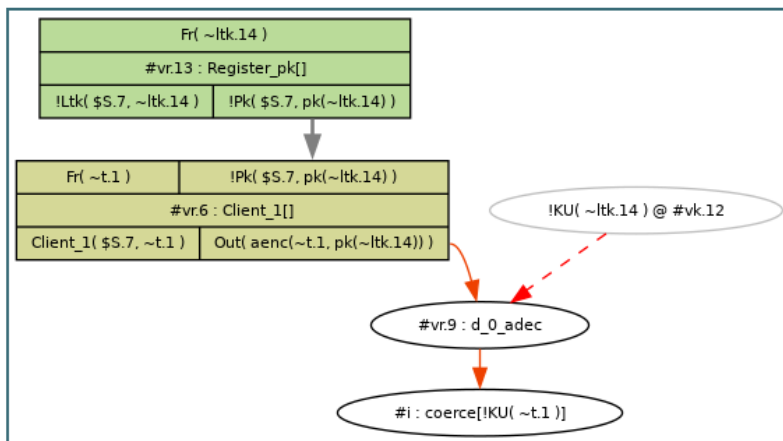 Fr( ~ltk.14 )
#vr.13 : Register_pk[]
!Ltk( $S.7, ~ltk.14 ) !Pk( $S.7, pk(~ltk.14) )
Fr( ~t.1 ) !Pk( $S.7, pk(~ltk.14) )
#vr.6 : Client_1[]
Client_1( $S.7, ~t.1 ) Out( aenc(~t.1, pk(~ltk.14)) )
!KU( ~ltk.14 ) @ #vk.12
#vr.9 : d_0_adec
#i : coerce[!KU( ~t.1 )]